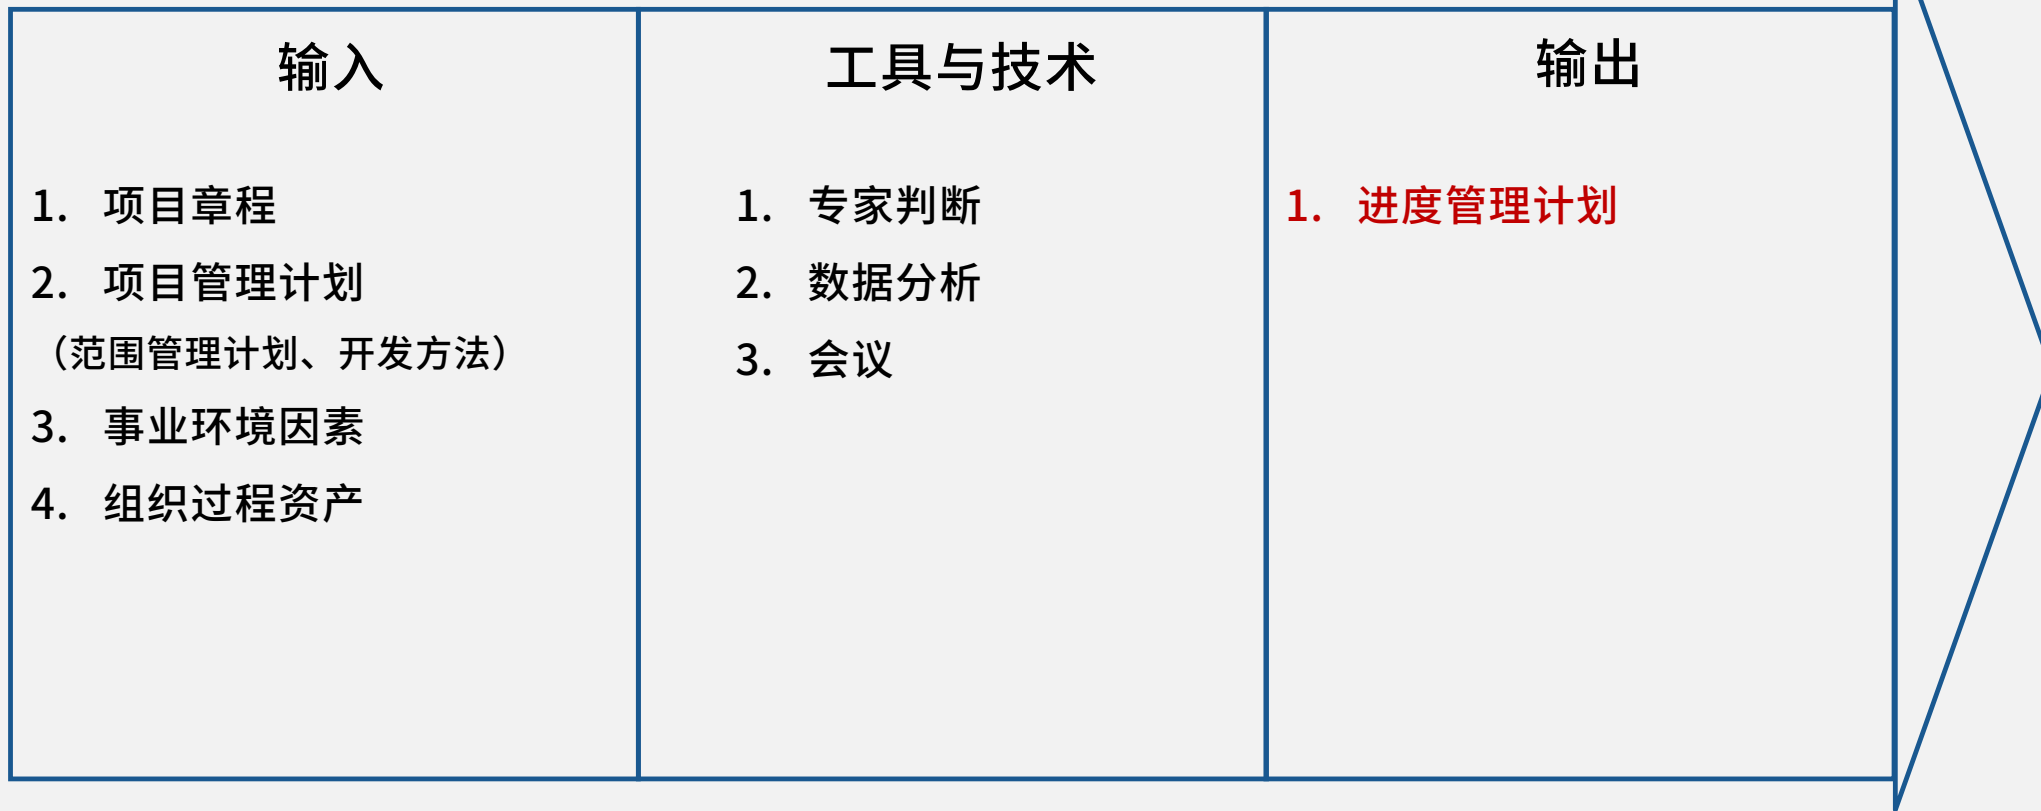 输入
1. 项目章程
2. 项目管理计划
（范围管理计划、开发方法）
3. 事业环境因素
4. 组织过程资产
工具与技术
1. 专家判断
2. 数据分析
3. 会议
输出
1. 进度管理计划